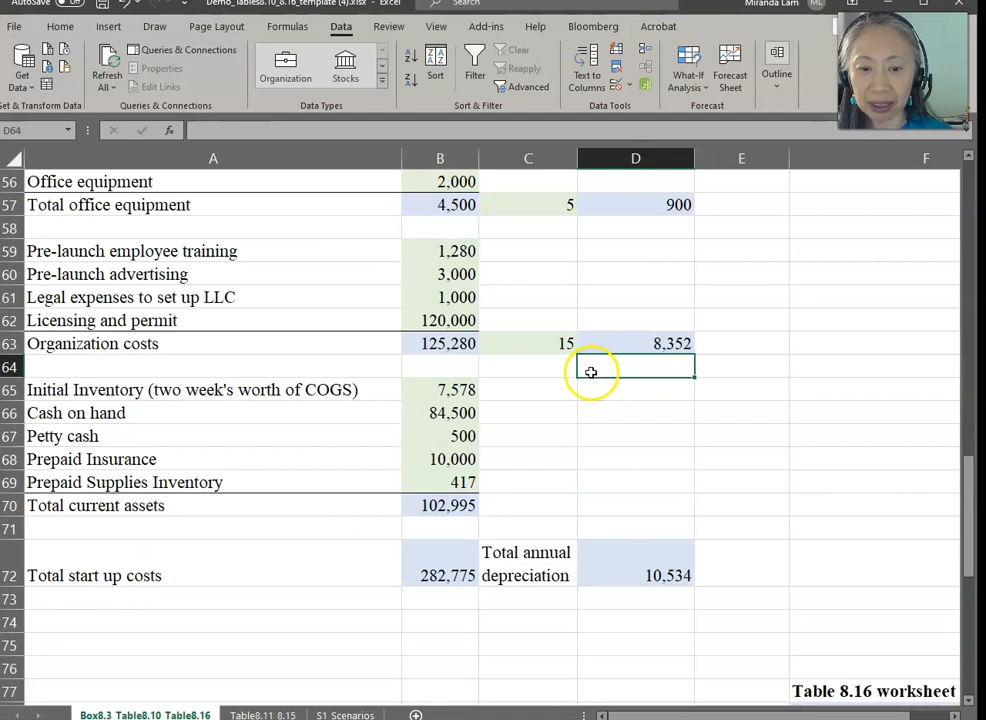 AutoSave Off Demo_Tables8.10_8.16_template (4).xlsx - Excel Search Miranda Lam ML
File Home Insert Draw Page Layout Formulas Data Review View Add-ins Help Bloomberg Acrobat
Queries & Connections
Properties
Edit Links
Get Data
Refresh All
Organization
Stocks
Sort
Filter
Clear
Reapply
Advanced
Text to Columns
What-If Analysis
Forecast Sheet
Outline
Get & Transform Data Queries & Connections Data Types Sort & Filter Data Tools Forecast
D64 fx
A B C D E F
56 Office equipment 2,000
57 Total office equipment 4,500 5 900
58
59 Pre-launch employee training 1,280
60 Pre-launch advertising 3,000
61 Legal expenses to set up LLC 1,000
62 Licensing and permit 120,000
63 Organization costs 125,280 15 8,352
64
65 Initial Inventory (two week's worth of COGS) 7,578
66 Cash on hand 84,500
67 Petty cash 500
68 Prepaid Insurance 10,000
69 Prepaid Supplies Inventory 417
70 Total current assets 102,995
71
Total annual
72 Total start up costs 282,775 depreciation 10,534
73
74
75
76
77 Table 8.16 worksheet
Box8.3 Table8.10 Table8.16 Table8.11 8.15 S1 Scenarios